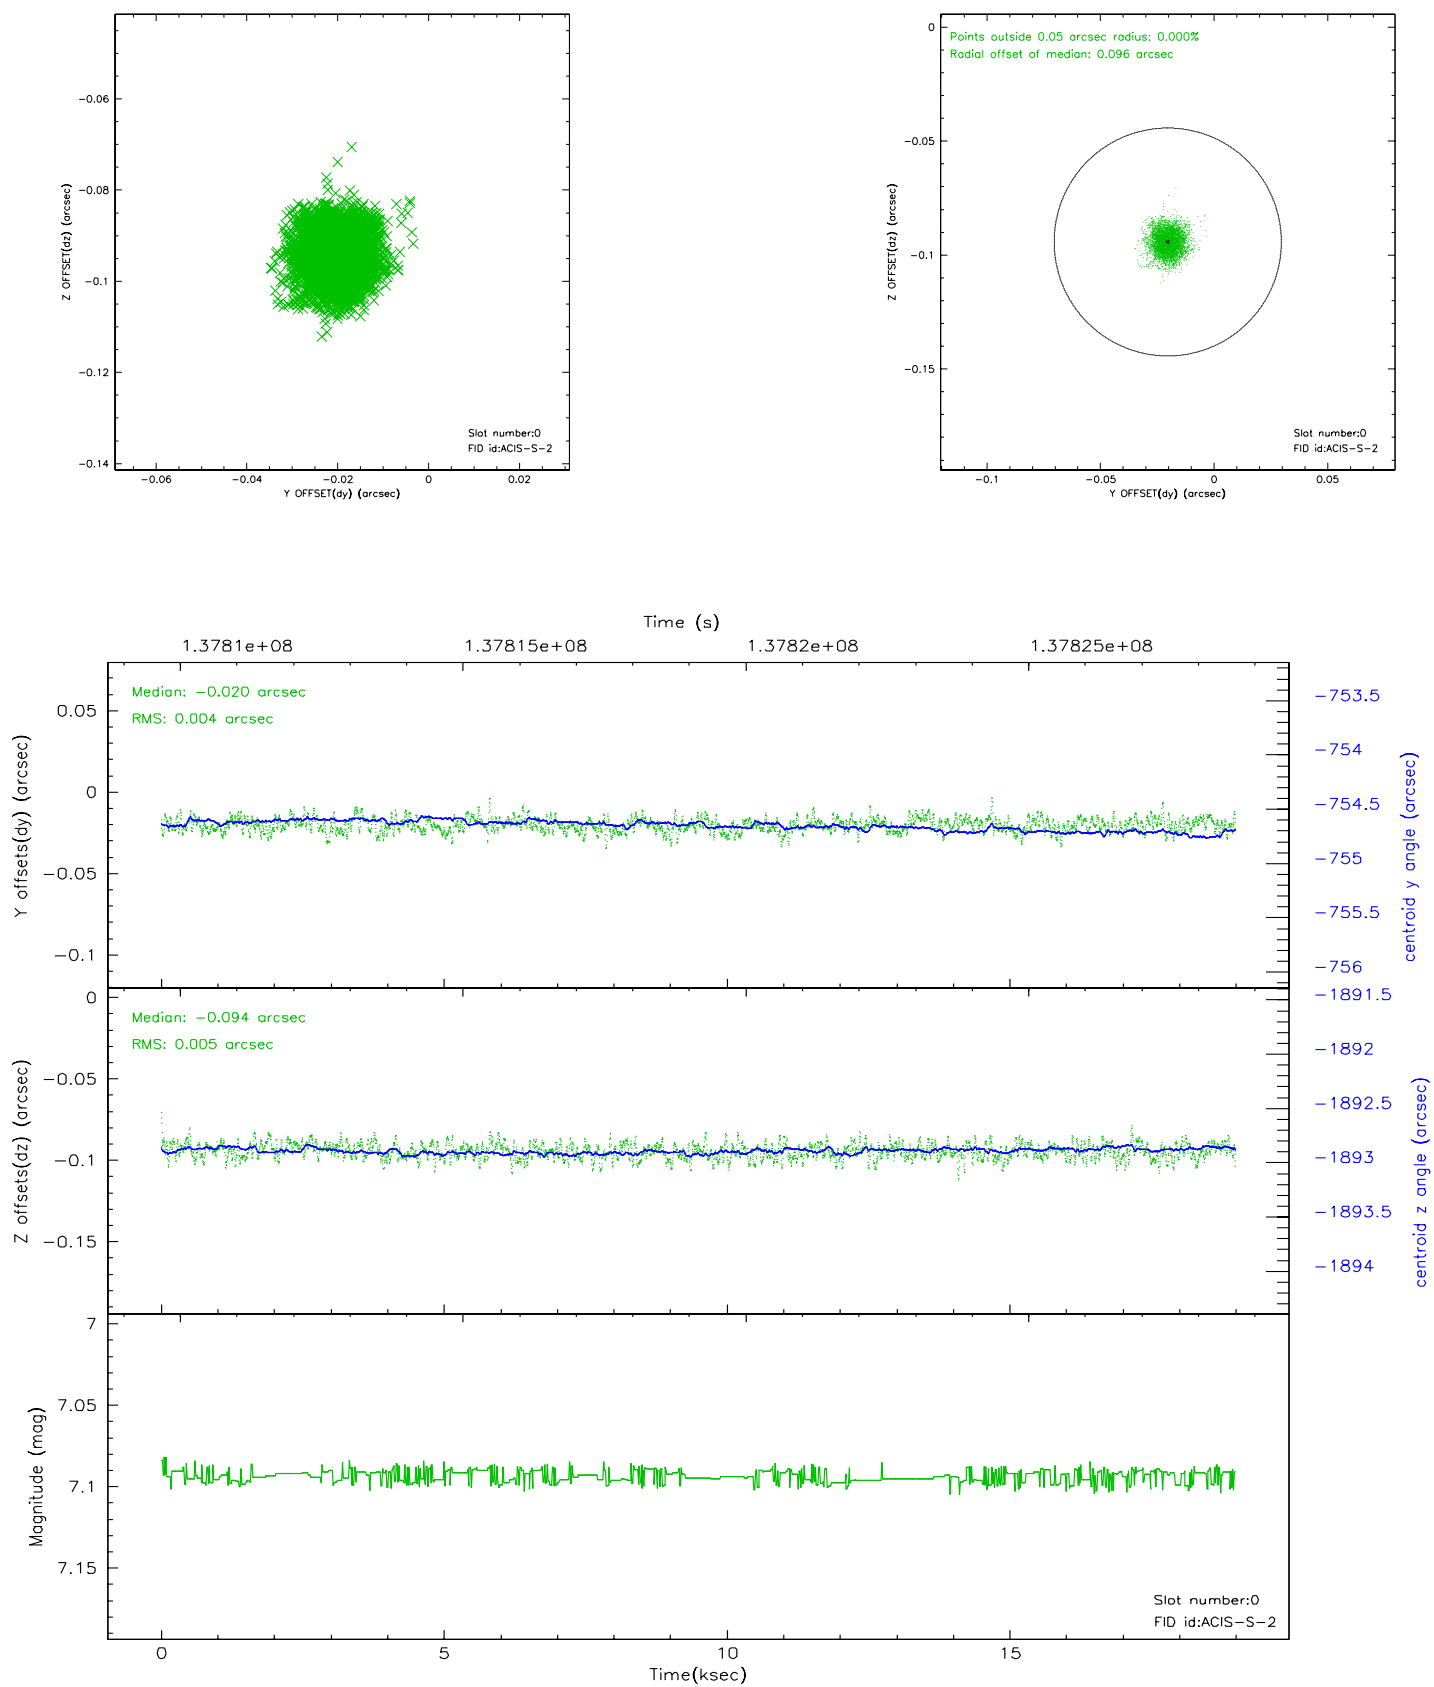 -0.06
-0.08
-0.1
-0.12
-0.14
Z OFFSET(dz) (arcsec)
Slot number:0
FID id:ACIS-S-2
-0.06 -0.04 -0.02 0 0.02
Y OFFSET(dy) (arcsec)
0
-0.05
-0.1
-0.15
Z OFFSET(dz) (arcsec)
Points outside 0.05 arcsec radius: 0.000%
Radial offset of median: 0.096 arcsec
Slot number:0
FID id:ACIS-S-2
-0.1 -0.05 0 0.05
Y OFFSET(dy) (arcsec)
Time (s)
1.3781e+08 1.37815e+08 1.3782e+08 1.37825e+08
Median: -0.020 arcsec
RMS: 0.004 arcsec
0.05
0
-0.05
-0.1
Y offsets(dy) (arcsec)
-753.5
-754
-754.5
-755
-755.5
-756
centroid y angle (arcsec)
Median: -0.094 arcsec
RMS: 0.005 arcsec
0
-0.05
-0.1
-0.15
Z offsets(dz) (arcsec)
-1891.5
-1892
-1892.5
-1893
-1893.5
-1894
centroid z angle (arcsec)
7
7.05
7.1
7.15
Magnitude (mag)
Slot number:0
FID id:ACIS-S-2
0 5 10 15
Time(ksec)